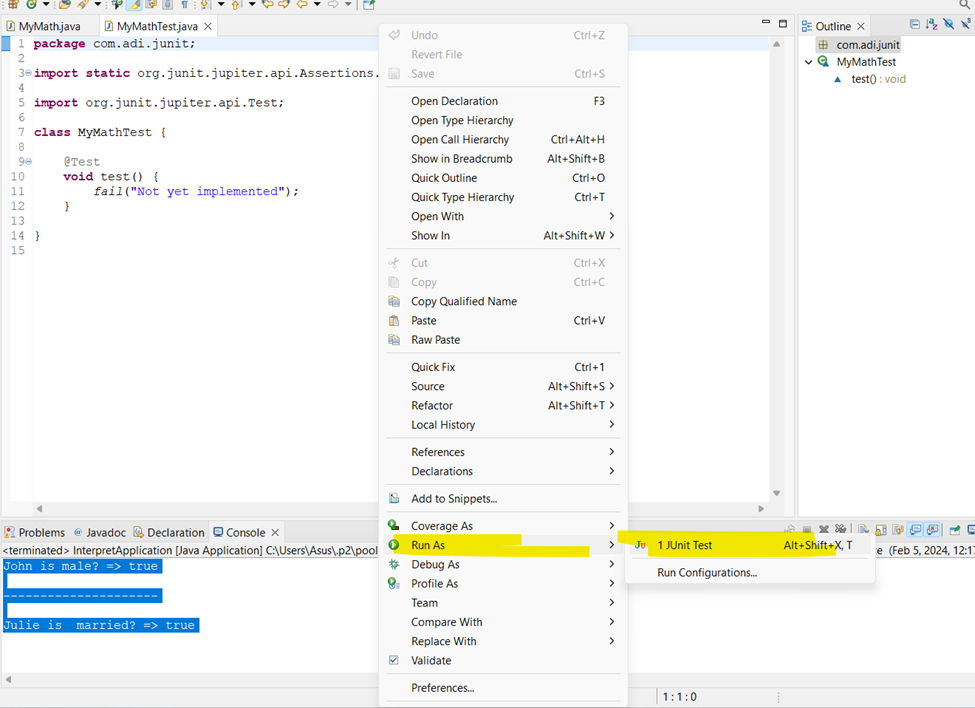 MyMath.java
MyMathTest.java
1 package com.adi.junit;
2
3 import static org.junit.jupiter.api.Assertions.
4
5 import org.junit.jupiter.api.Test;
6
7 class MyMathTest {
8
9 @Test
10 void test() {
11 fail("Not yet implemented");
12 }
13
14 }
15
Undo Ctrl+Z
Revert File
Save Ctrl+S
Open Declaration F3
Open Type Hierarchy
Open Call Hierarchy Ctrl+Alt+H
Show in Breadcrumb Alt+Shift+B
Quick Outline Ctrl+O
Quick Type Hierarchy Ctrl+T
Open With
Show In Alt+Shift+W
Cut Ctrl+X
Copy Ctrl+C
Copy Qualified Name
Paste Ctrl+V
Raw Paste
Quick Fix Ctrl+1
Source Alt+Shift+S
Refactor Alt+Shift+T
Local History
References
Declarations
Add to Snippets...
Coverage As
Run As
Debug As
Profile As
Team
Compare With
Replace With
Validate
Preferences...
Ju 1 JUnit Test Alt+Shift+X, T
Run Configurations...
Outline
com.adi.junit
MyMathTest
test() : void
Problems Javadoc Declaration Console
<terminated> InterpretApplication [Java Application] C:\Users\Asus\.p2\pool
(Feb 5, 2024, 12:17
John is male? => true
---------------------
Julie is  married? => true
1 : 1 : 0